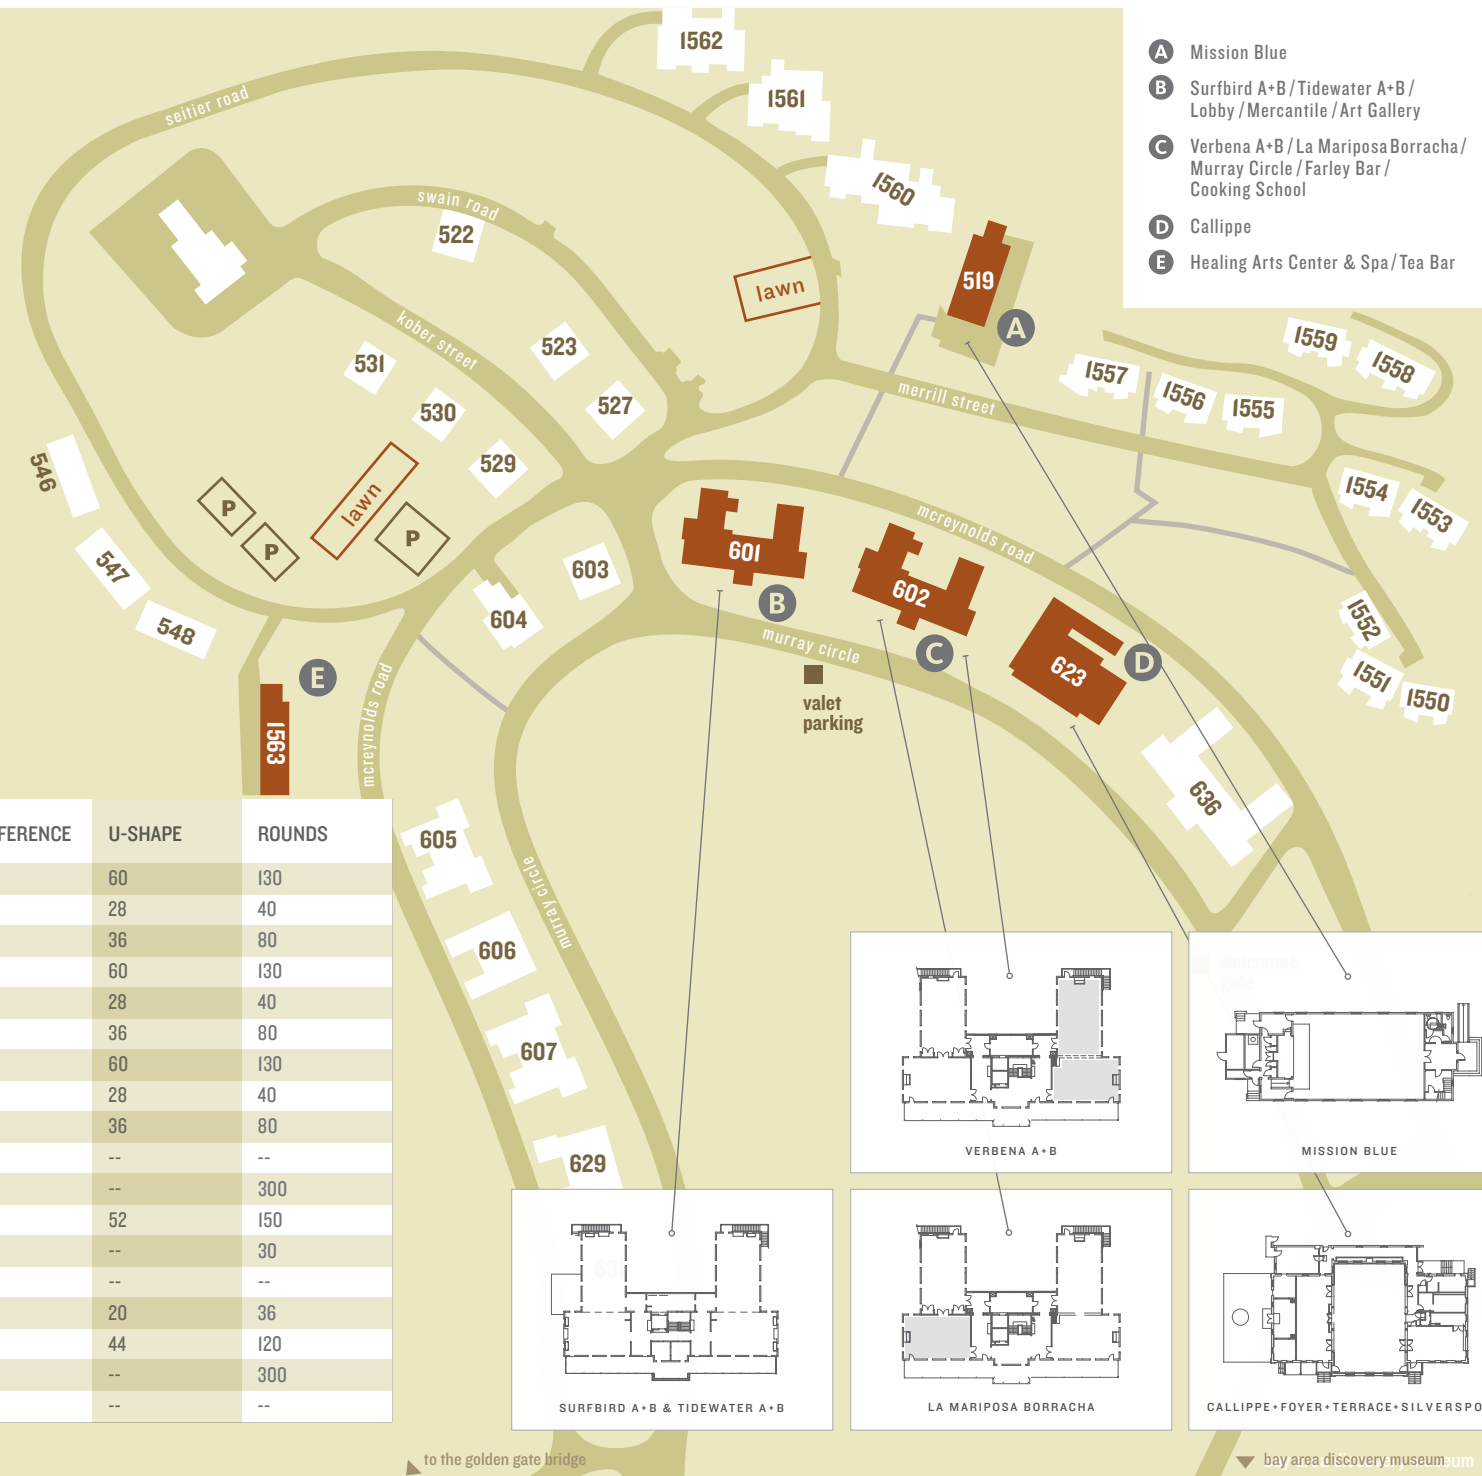 1562
1561
1560
seitier road
swain road
522
519
A
lawn
kober street
531
530
529
523
527
merrill street
1557
1556
1555
1559
1558
1554
1553
1552
1551
1550
546
547
548
P
P
lawn
P
604
603
601
B
602
C
623
D
636
mcreynolds road
murray circle
valet
parking
E
1563
mcreynolds road
murray circle
605
606
607
629
A Mission Blue
B Surfbird A+B / Tidewater A+B /
Lobby / Mercantile / Art Gallery
C Verbena A+B / La Mariposa Borracha /
Murray Circle / Farley Bar /
Cooking School
D Callippe
E Healing Arts Center & Spa / Tea Bar
FERENCE U-SHAPE ROUNDS
60 130
28 40
36 80
60 130
28 40
36 80
60 130
28 40
36 80
-- --
-- 300
52 150
-- 30
-- --
20 36
44 120
-- 300
-- --
VERBENA A+B
MISSION BLUE
SURFBIRD A+B & TIDEWATER A+B
LA MARIPOSA BORRACHA
CALLIPPE+FOYER+TERRACE+SILVERSPO
to the golden gate bridge
bay area discovery museum